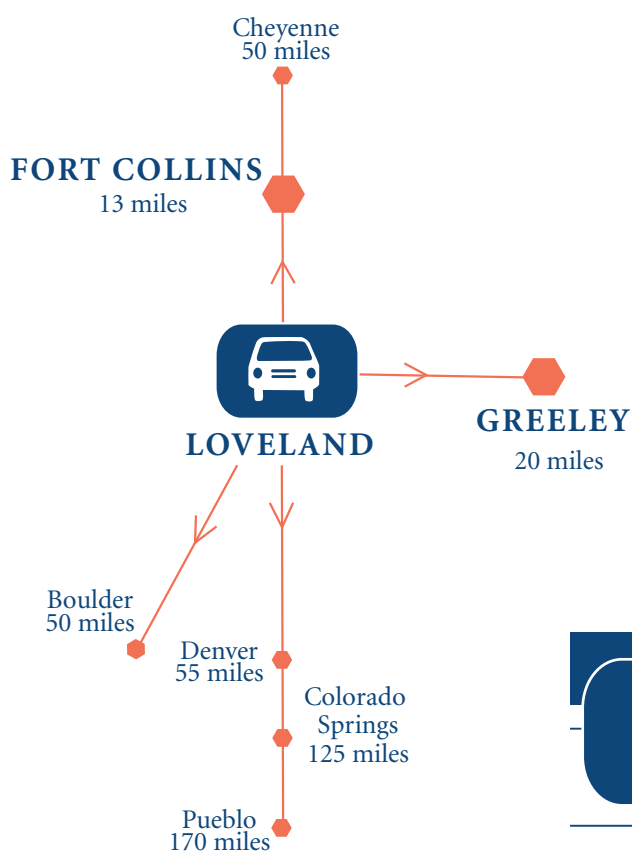 Cheyenne
50 miles
FORT COLLINS
13 miles
LOVELAND
GREELEY
20 miles
Boulder
50 miles
Denver
55 miles
Colorado
Springs
125 miles
Pueblo
170 miles